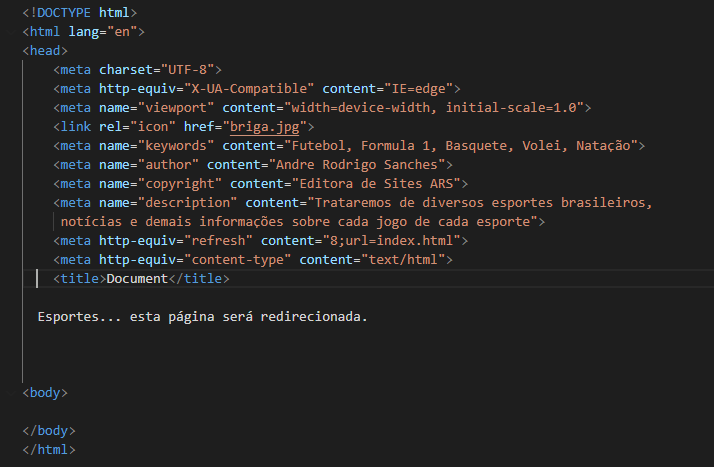 <!DOCTYPE html>
<html lang="en">
<head>
<meta charset="UTF-8">
<meta http-equiv="X-UA-Compatible" content="IE=edge">
<meta name="viewport" content="width=device-width, initial-scale=1.0">
<link rel="icon" href="briga.jpg">
<meta name="keywords" content="Futebol, Formula 1, Basquete, Volei, Natação">
<meta name="author" content="Andre Rodrigo Sanches">
<meta name="copyright" content="Editora de Sites ARS">
<meta name="description" content="Trataremos de diversos esportes brasileiros,
notícias e demais informações sobre cada jogo de cada esporte">
<meta http-equiv="refresh" content="8;url=index.html">
<meta http-equiv="content-type" content="text/html">
<title>Document</title>
Esportes... esta página será redirecionada.
<body>
</body>
</html>